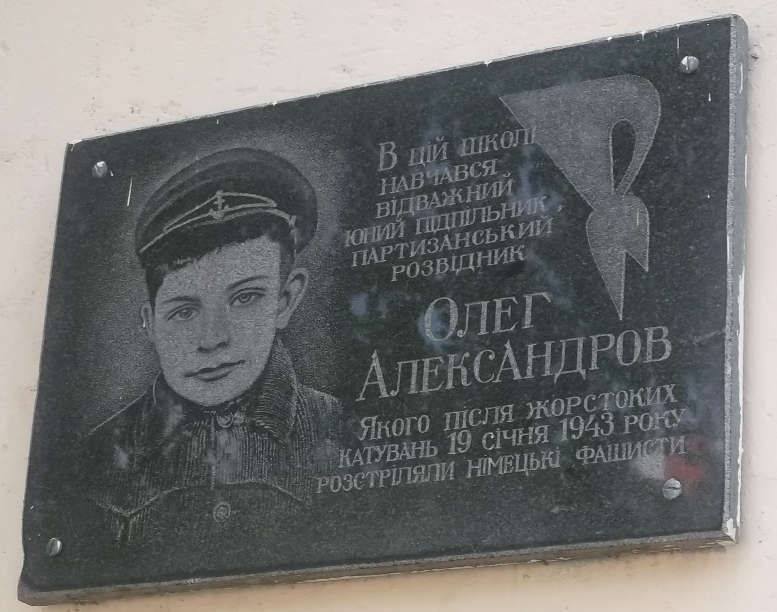 В ЦІЙ ШКОЛІ
НАВЧАВСЯ
ВІДВАЖНИЙ
ЮНИЙ ПІДПІЛЬНИК,
ПАРТИЗАНСЬКИЙ
РОЗВІДНИК
ОЛЕГ
АЛЕКСАНДРОВ
ЯКОГО ПІСЛЯ ЖОРСТОКИХ
КАТУВАНЬ 19 СІЧНЯ 1943 РОКУ
РОЗСТРІЛЯЛИ НІМЕЦЬКІ ФАШИСТИ